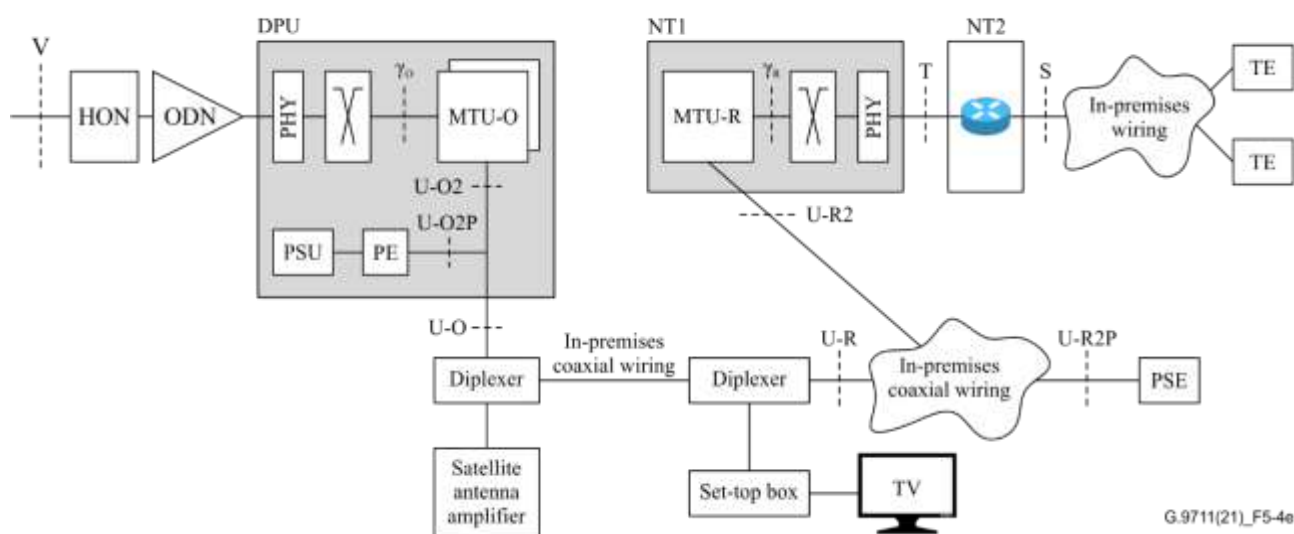 DPU
NT1
NT2
V
γO
γR
T
S
HON
ODN
PHY
MTU-O
MTU-R
PHY
In-premises
wiring
TE
TE
U-O2
U-R2
U-O2P
PSU
PE
U-O
In-premises
coaxial wiring
U-R
U-R2P
Diplexer
Diplexer
In-premises
coaxial wiring
PSE
Satellite
antenna
amplifier
Set-top box
TV
G.9711(21)_F5-4e